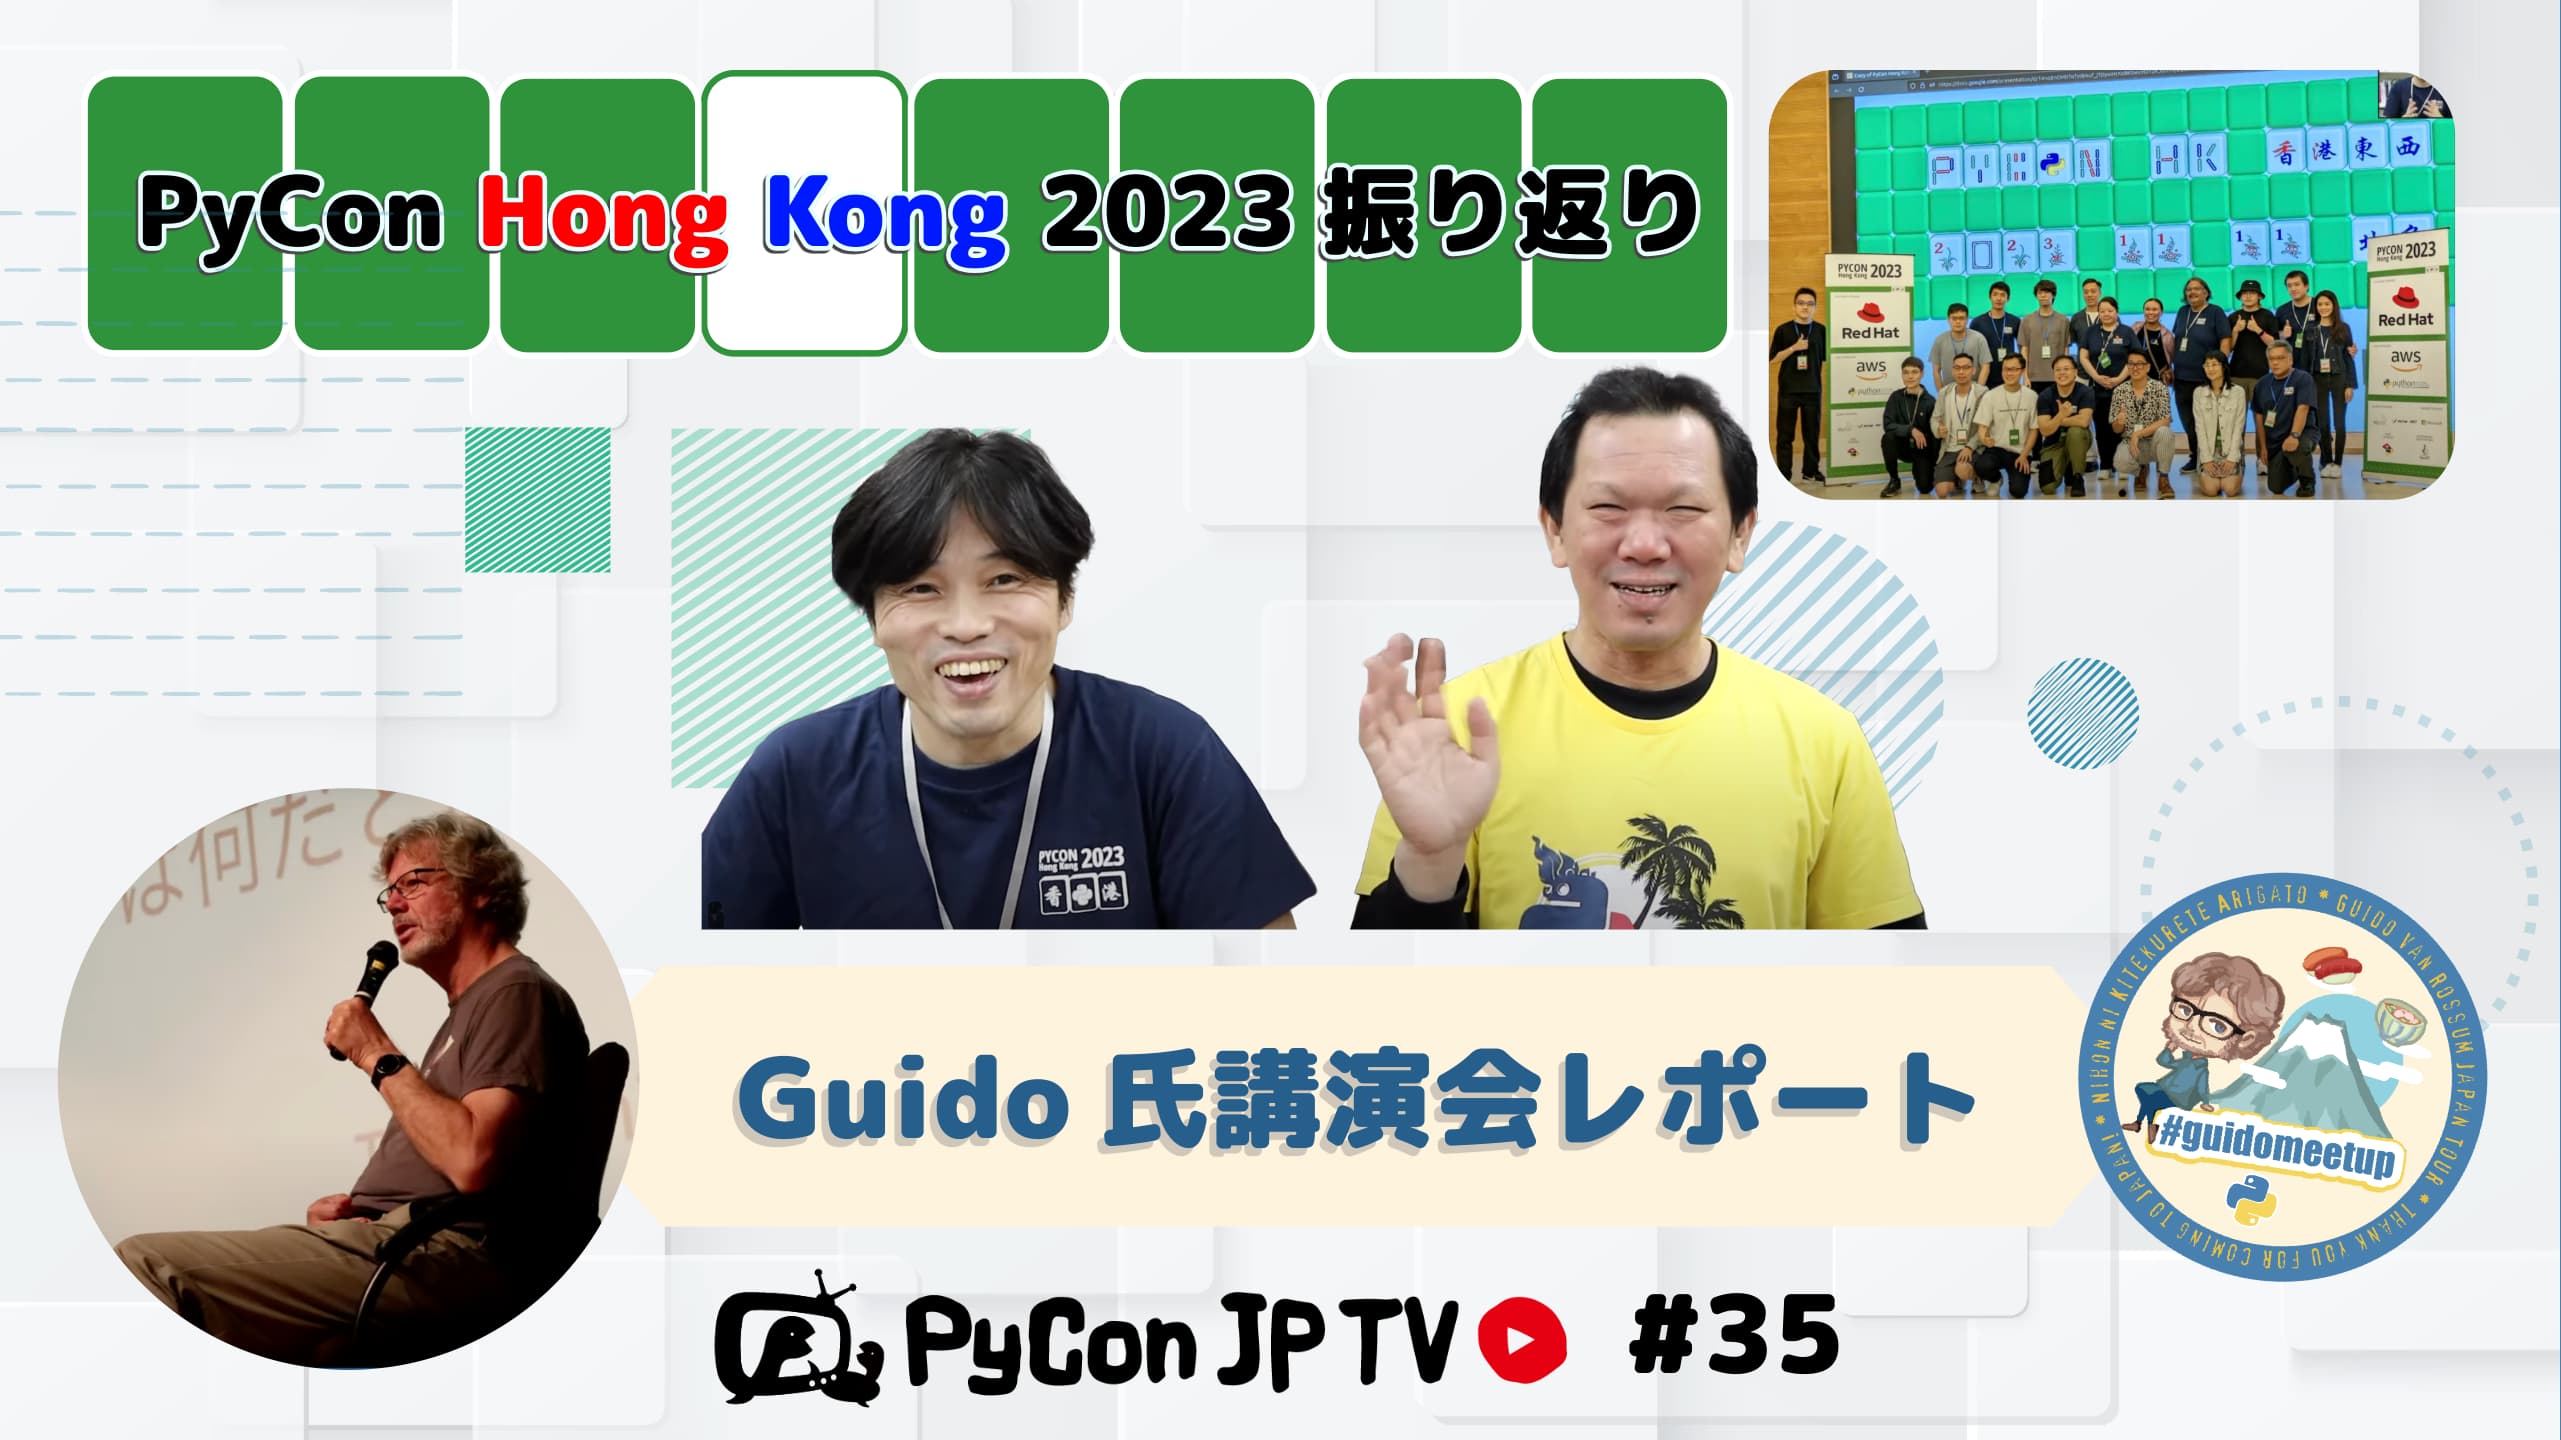 PyCon Hong Kong 2023 振り返り
PYCON HK 香港東西
PYCON 2023
Hong Kong
Red Hat
aws
python
PYCON 2023
Hong Kong
Red Hat
aws
python
PYCON 2023
Hong Kong
香 港
は何だと
Guido 氏講演会レポート
NIHON NI KITEKURETE ARIGATO * GUIDO VAN ROSSUM JAPAN TOUR * THANK YOU FOR COMING TO JAPAN! *
#guidomeetup
PyCon JP TV #35